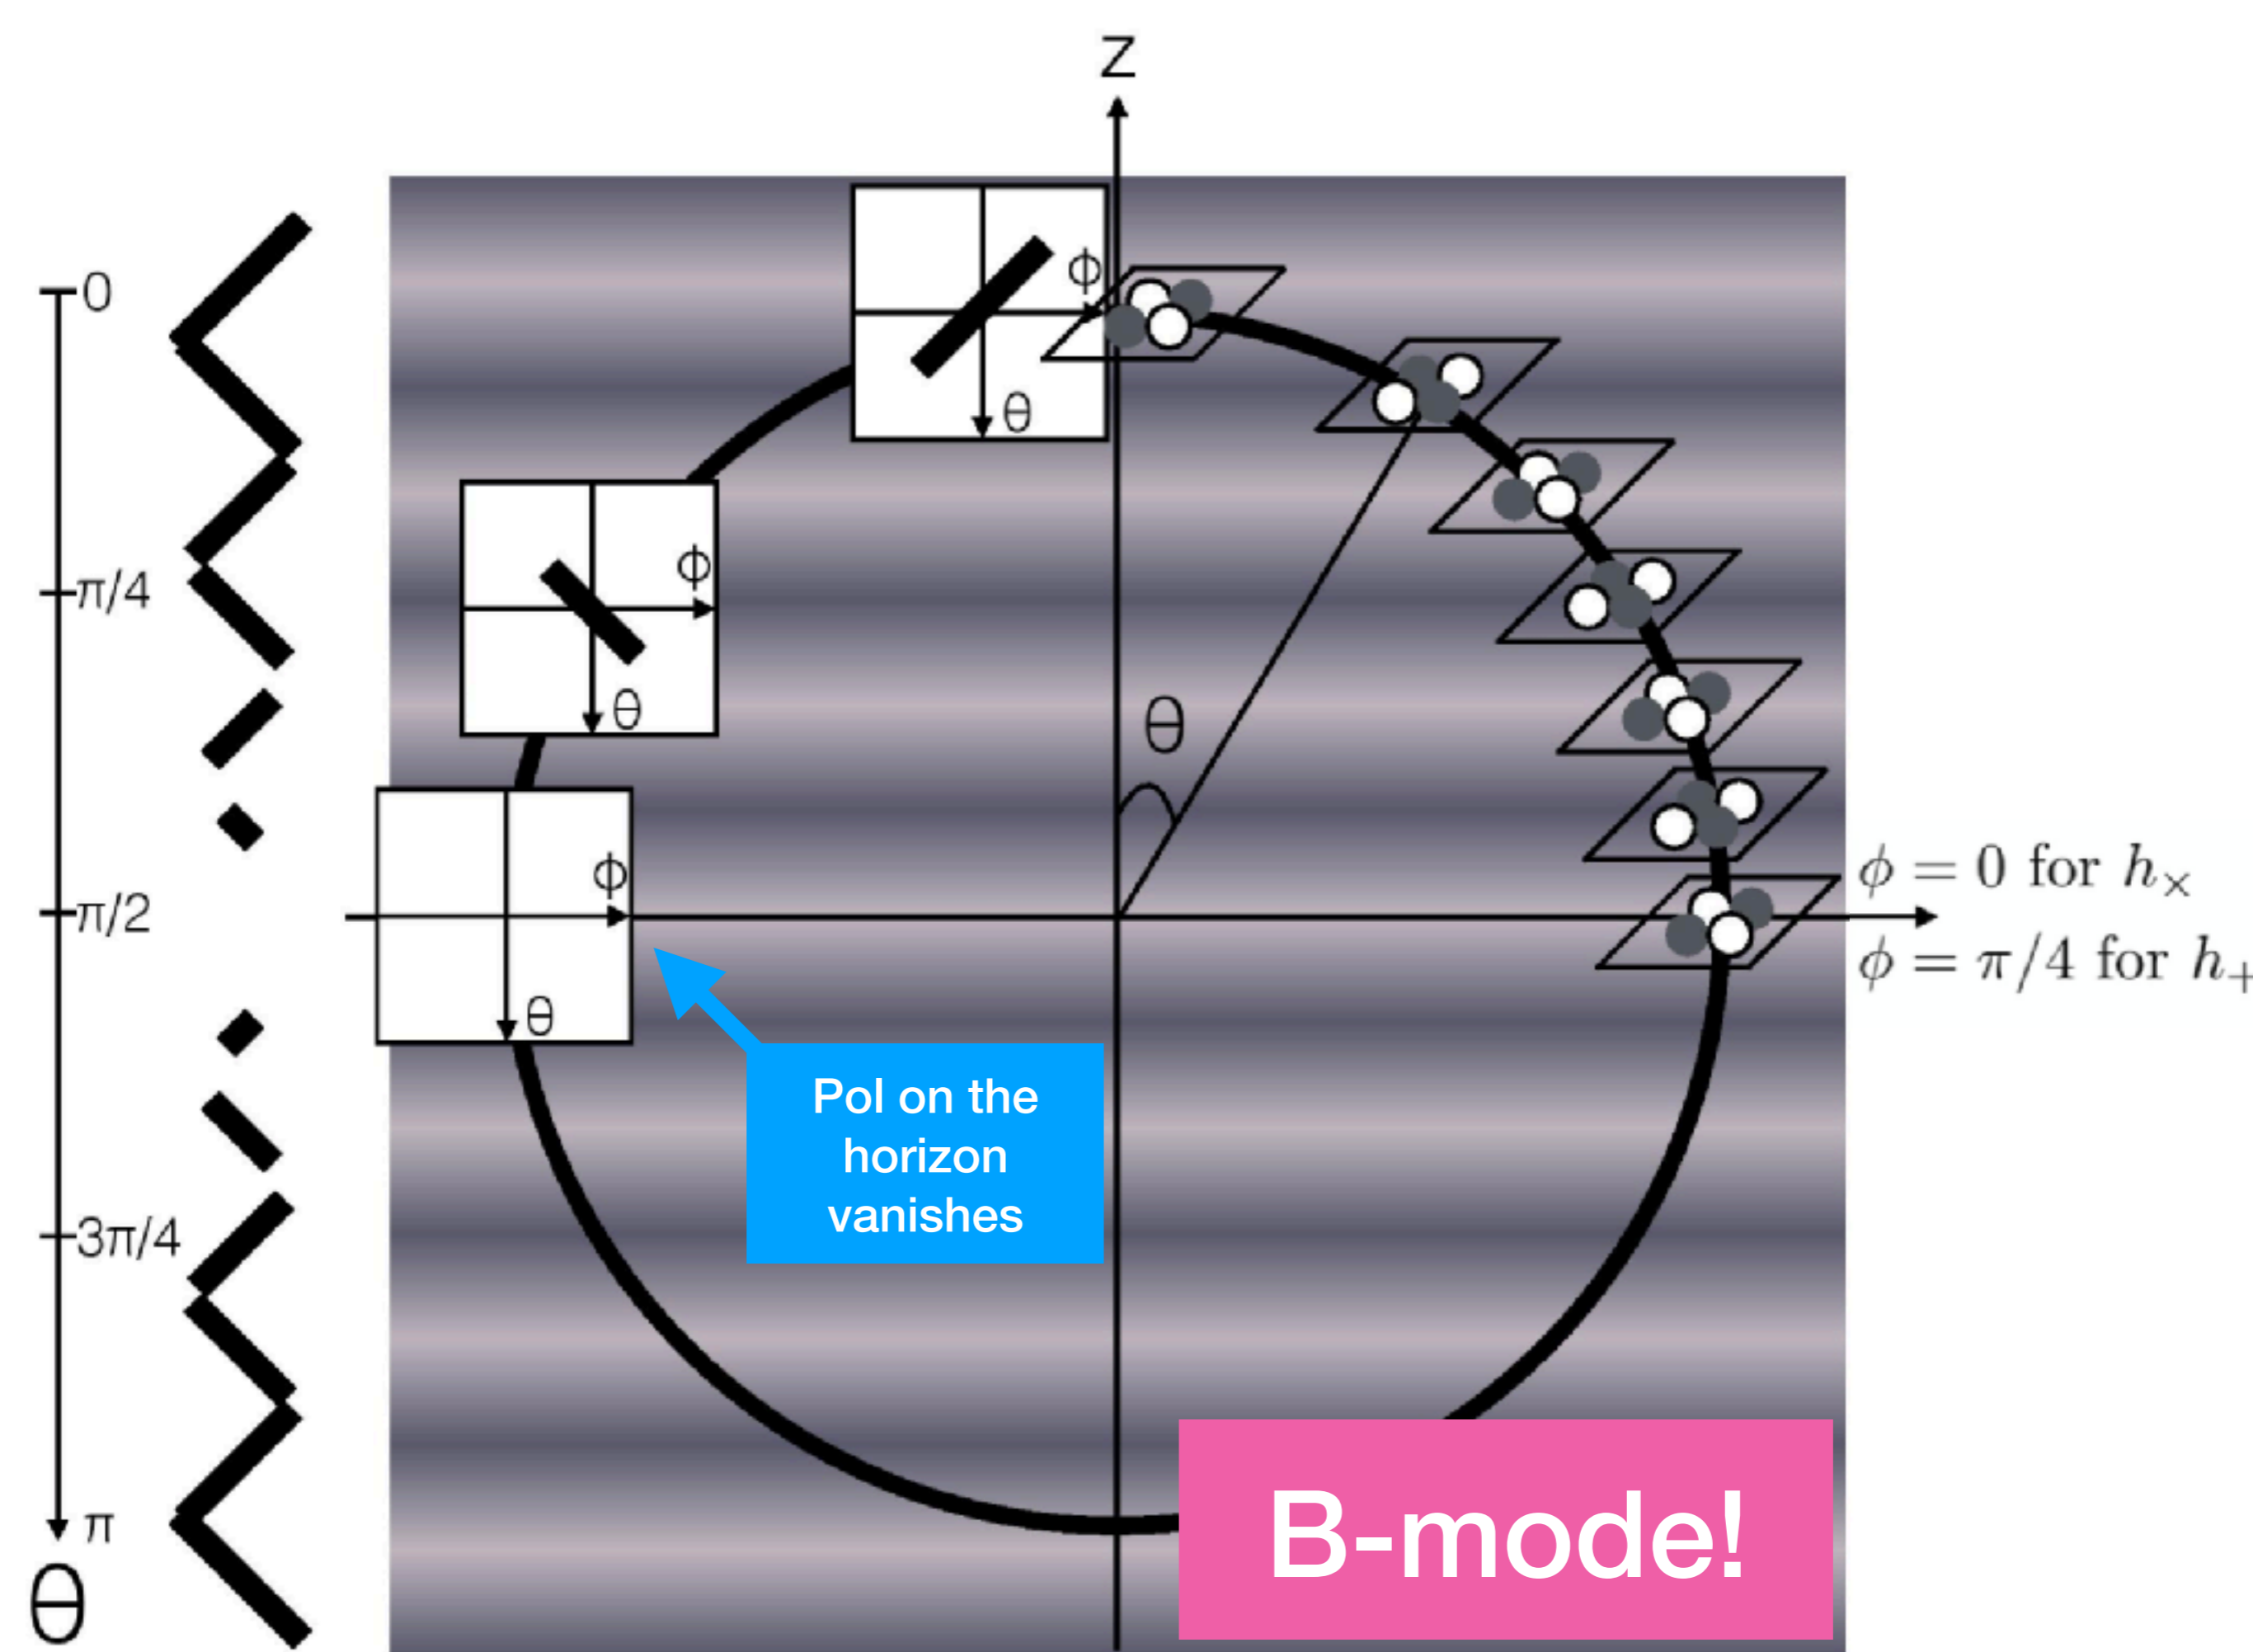 Z
0
ϕ
θ
π/4
ϕ
θ
θ
ϕ
θ
π/2
ϕ = 0 for h×
ϕ = π/4 for h+
Pol on the
horizon
vanishes
3π/4
π
θ
B-mode!